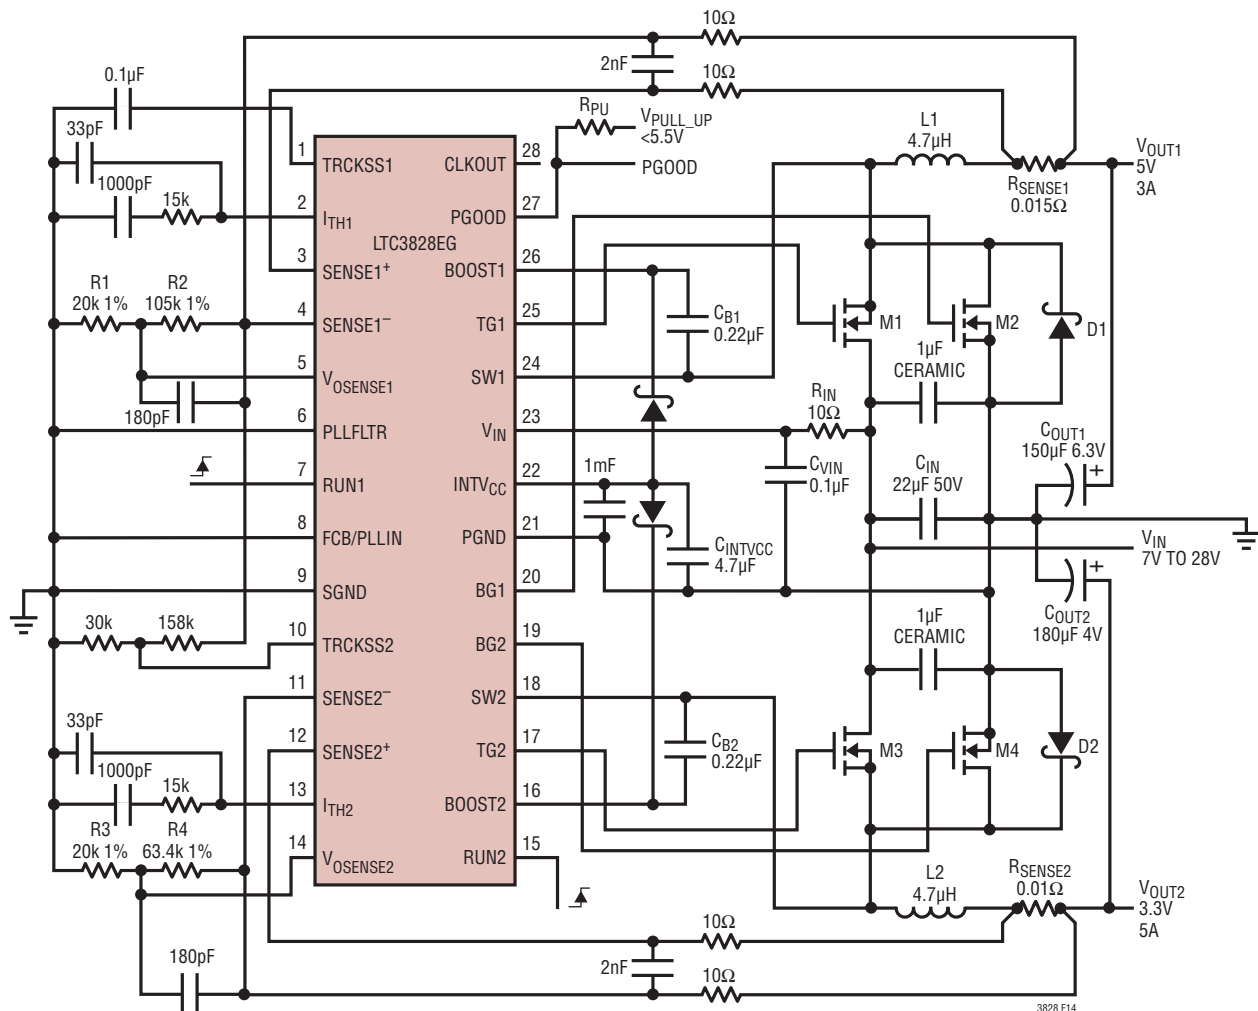 10Ω
2nF
10Ω
0.1µF
33pF
1000pF
15k
R_PU
V_PULL_UP
<5.5V
PGOOD
L1
4.7µH
R_SENSE1
0.015Ω
V_OUT1
5V
3A
1
TRCKSS1
CLKOUT
28
2
I_TH1
PGOOD
27
LTC3828EG
3
SENSE1+
BOOST1
26
R1
20k 1%
R2
105k 1%
4
SENSE1−
TG1
25
C_B1
0.22µF
M1
M2
D1
5
V_OSENSE1
SW1
24
1µF
CERAMIC
180pF
6
PLLFLTR
V_IN
23
R_IN
10Ω
7
RUN1
INTV_CC
22
1mF
C_VIN
0.1µF
C_IN
22µF 50V
C_OUT1
150µF 6.3V
+
8
FCB/PLLIN
PGND
21
C_INTVCC
4.7µF
V_IN
7V TO 28V
9
SGND
BG1
20
+
C_OUT2
180µF 4V
30k
158k
10
TRCKSS2
BG2
19
1µF
CERAMIC
11
SENSE2−
SW2
18
33pF
1000pF
15k
12
SENSE2+
TG2
17
C_B2
0.22µF
M3
M4
D2
13
I_TH2
BOOST2
16
R3
20k 1%
R4
63.4k 1%
14
V_OSENSE2
RUN2
15
L2
4.7µH
R_SENSE2
0.01Ω
V_OUT2
3.3V
5A
180pF
10Ω
2nF
10Ω
3828 F14